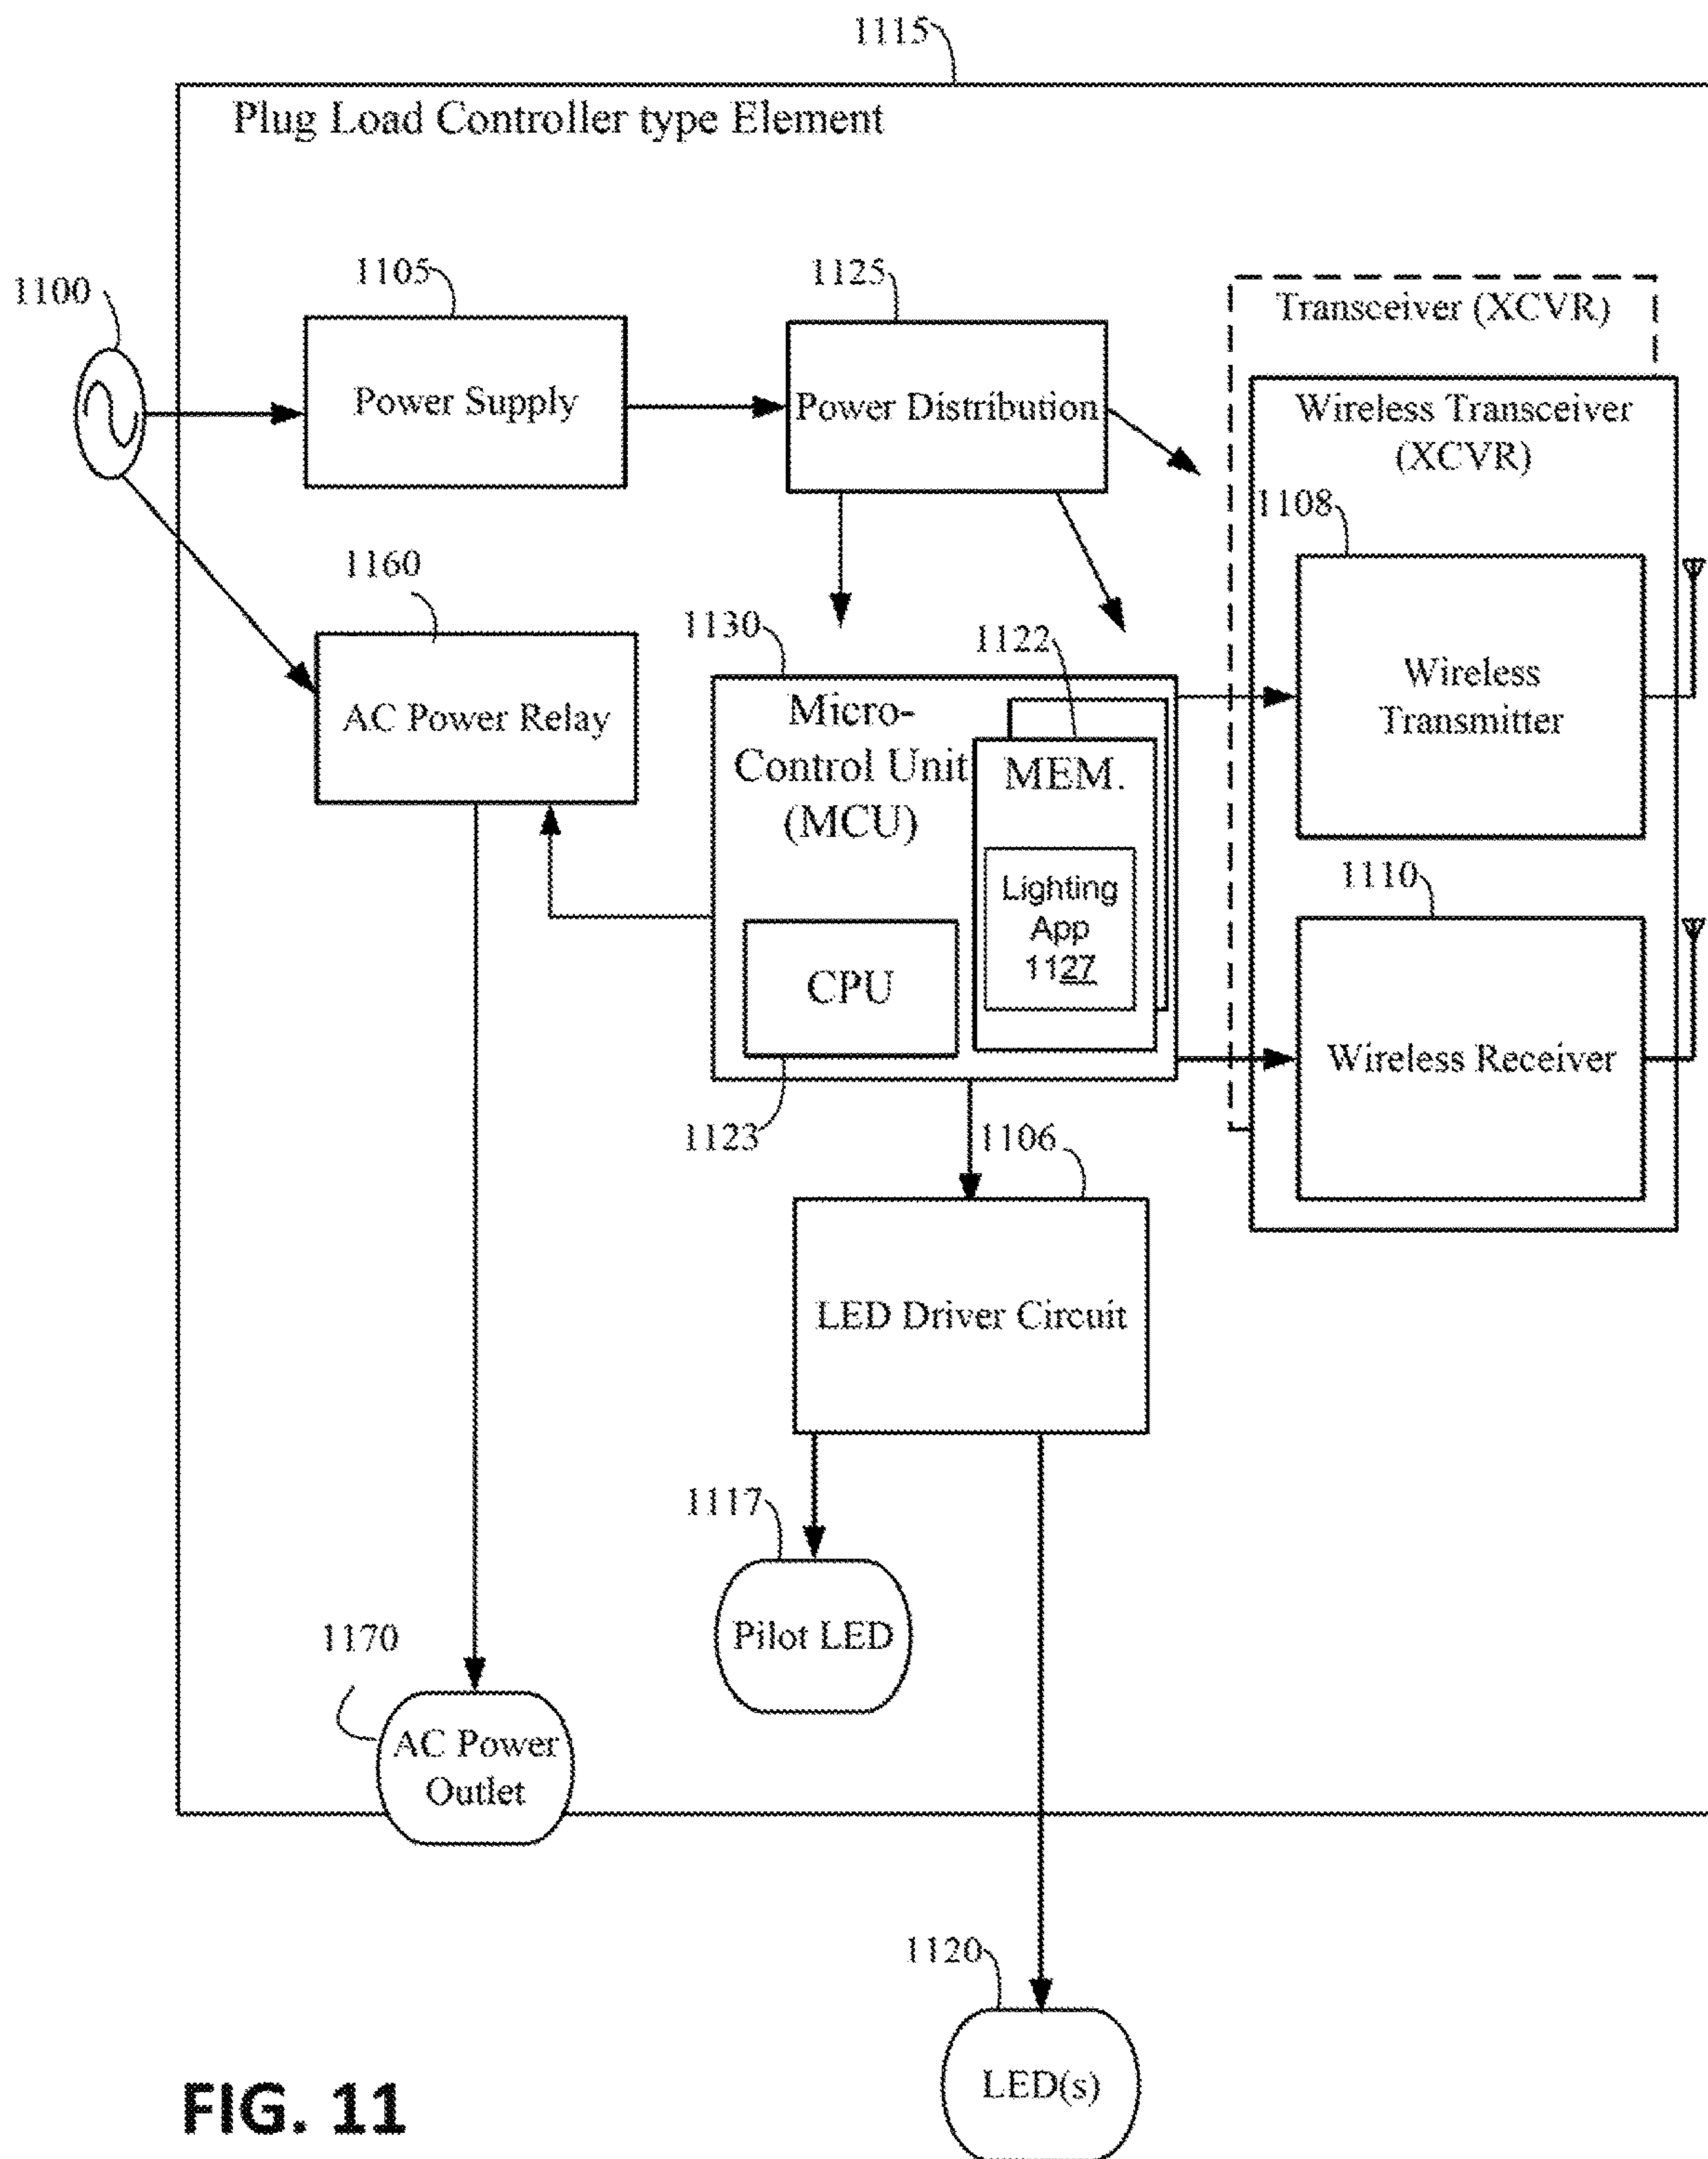 1115
Plug Load Controller type Element
1100
1105
1125
Transceiver (XCVR)
Power Supply
Power Distribution
Wireless Transceiver
(XCVR)
1108
1160
1130
1122
AC Power Relay
Micro-
Control Unit
(MCU)
MEM.
Wireless
Transmitter
Lighting
App
1127
1110
CPU
Wireless Receiver
1123
1106
LED Driver Circuit
1117
Pilot LED
1170
AC Power
Outlet
1120
LED(s)
FIG. 11